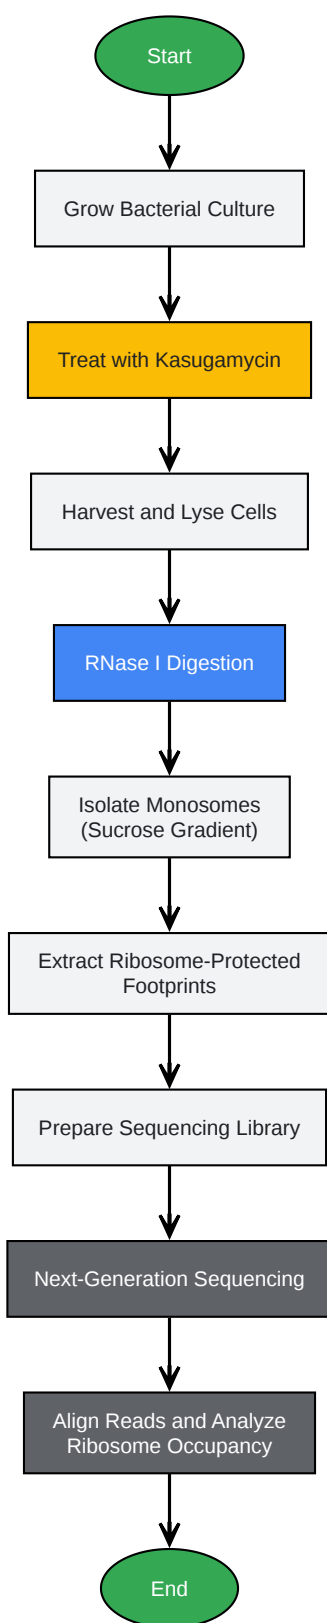 Start
Grow Bacterial Culture
Treat with Kasugamycin
Harvest and Lyse Cells
RNase I Digestion
Isolate Monosomes
(Sucrose Gradient)
Extract Ribosome-Protected
Footprints
Prepare Sequencing Library
Next-Generation Sequencing
Align Reads and Analyze
Ribosome Occupancy
End